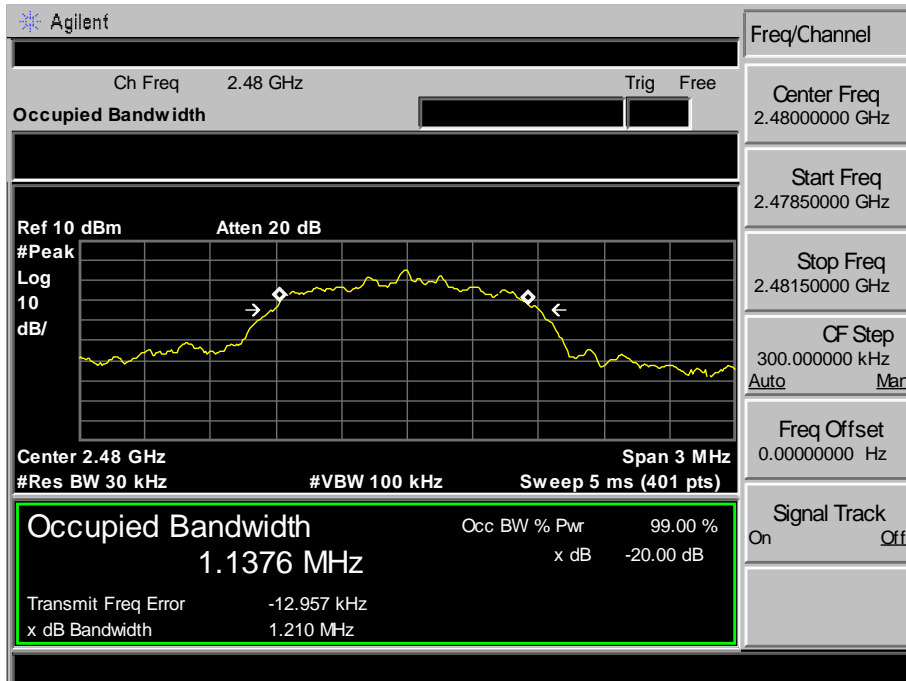 Agilent
Freq/Channel
Ch Freq 2.48 GHz Trig Free
Occupied Bandwidth
Center Freq
2.48000000 GHz
Start Freq
2.47850000 GHz
Ref 10 dBm Atten 20 dB
#Peak
Log
10
dB/
Stop Freq
2.48150000 GHz
CF Step
300.000000 kHz
Auto Man
Freq Offset
0.00000000 Hz
Center 2.48 GHz Span 3 MHz
#Res BW 30 kHz #VBW 100 kHz Sweep 5 ms (401 pts)
Signal Track
On Off
Occupied Bandwidth Occ BW % Pwr 99.00 %
1.1376 MHz x dB -20.00 dB
Transmit Freq Error -12.957 kHz
x dB Bandwidth 1.210 MHz